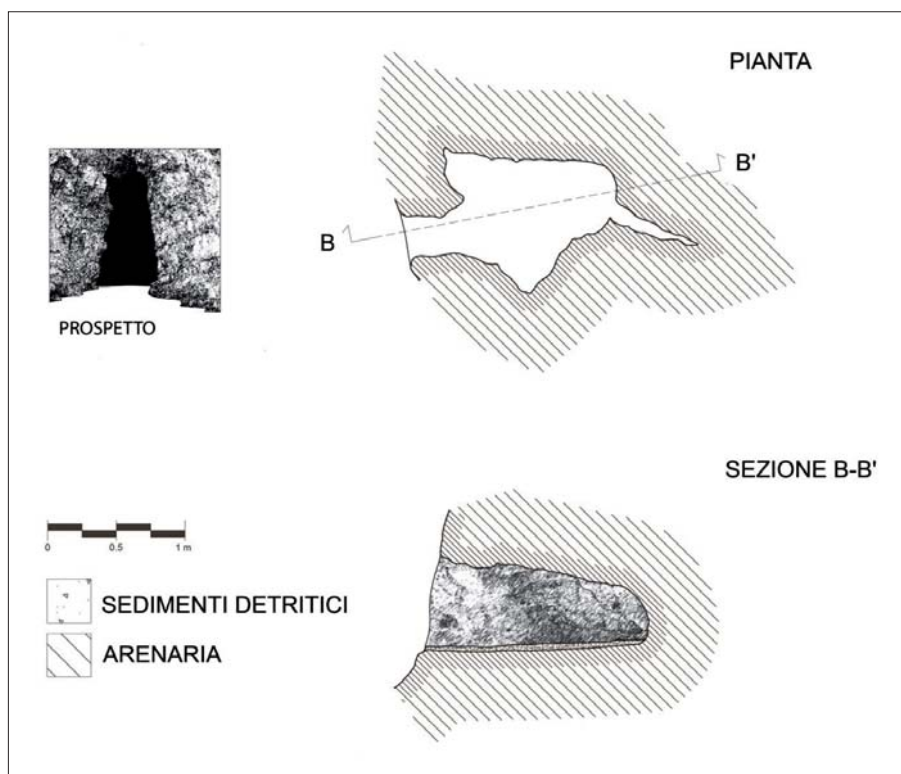 PIANTA
B'
B
PROSPETTO
SEZIONE B-B'
0 0.5 1 m
SEDIMENTI DETRITICI
ARENARIA